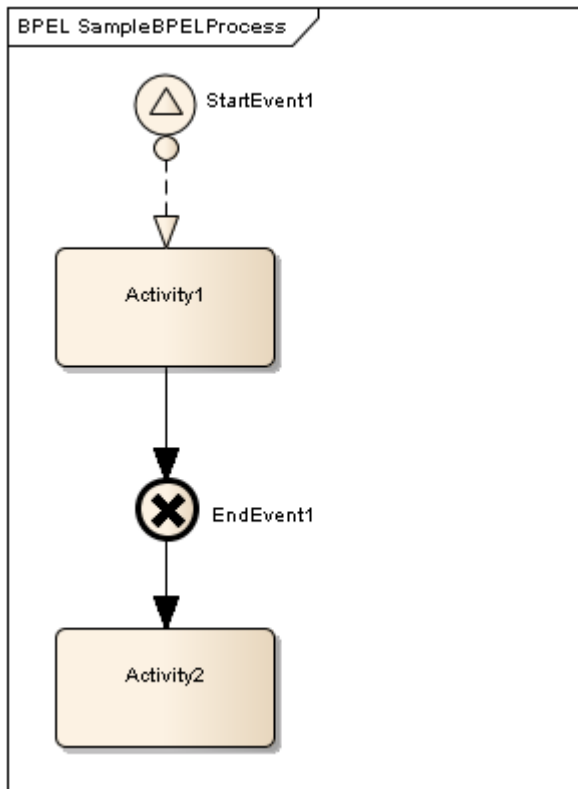 BPEL SampleBPELProcess
StartEvent1
Activity1
EndEvent1
Activity2